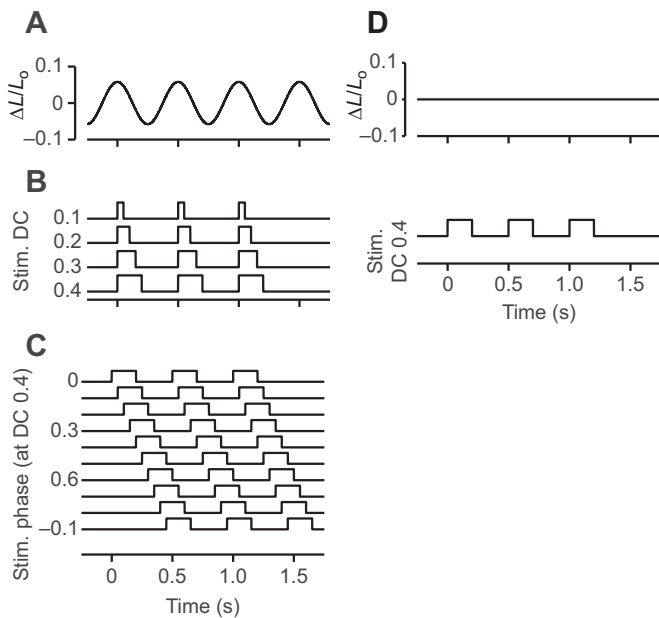 A
ΔL/Lo
0.1
0
–0.1
B
Stim. DC
0.1
0.2
0.3
0.4
C
Stim. phase (at DC 0.4)
0
0.3
0.6
–0.1
0 0.5 1.0 1.5
Time (s)
D
ΔL/Lo
0.1
0
–0.1
Stim.
DC 0.4
0 0.5 1.0 1.5
Time (s)